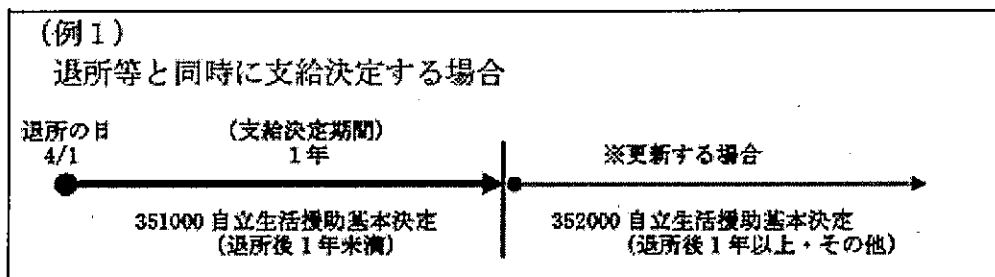 （例１）
退所等と同時に支給決定する場合
退所の日 （支給決定期間）
4/1 １年 ※更新する場合
351000 自立生活援助基本決定 352000 自立生活援助基本決定
（退所後１年未満） （退所後１年以上・その他）